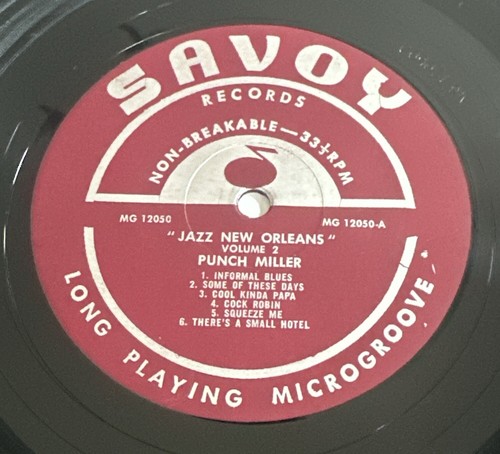 SAVOY
RECORDS
NON-BREAKABLE—33⅓RPM
MG 12050 MG 12050-A
"JAZZ NEW ORLEANS"
VOLUME 2
PUNCH MILLER
1. INFORMAL BLUES
2. SOME OF THESE DAYS
3. COOL KINDA PAPA
4. COCK ROBIN
5. SQUEEZE ME
6. THERE'S A SMALL HOTEL
LONG PLAYING MICROGROOVE